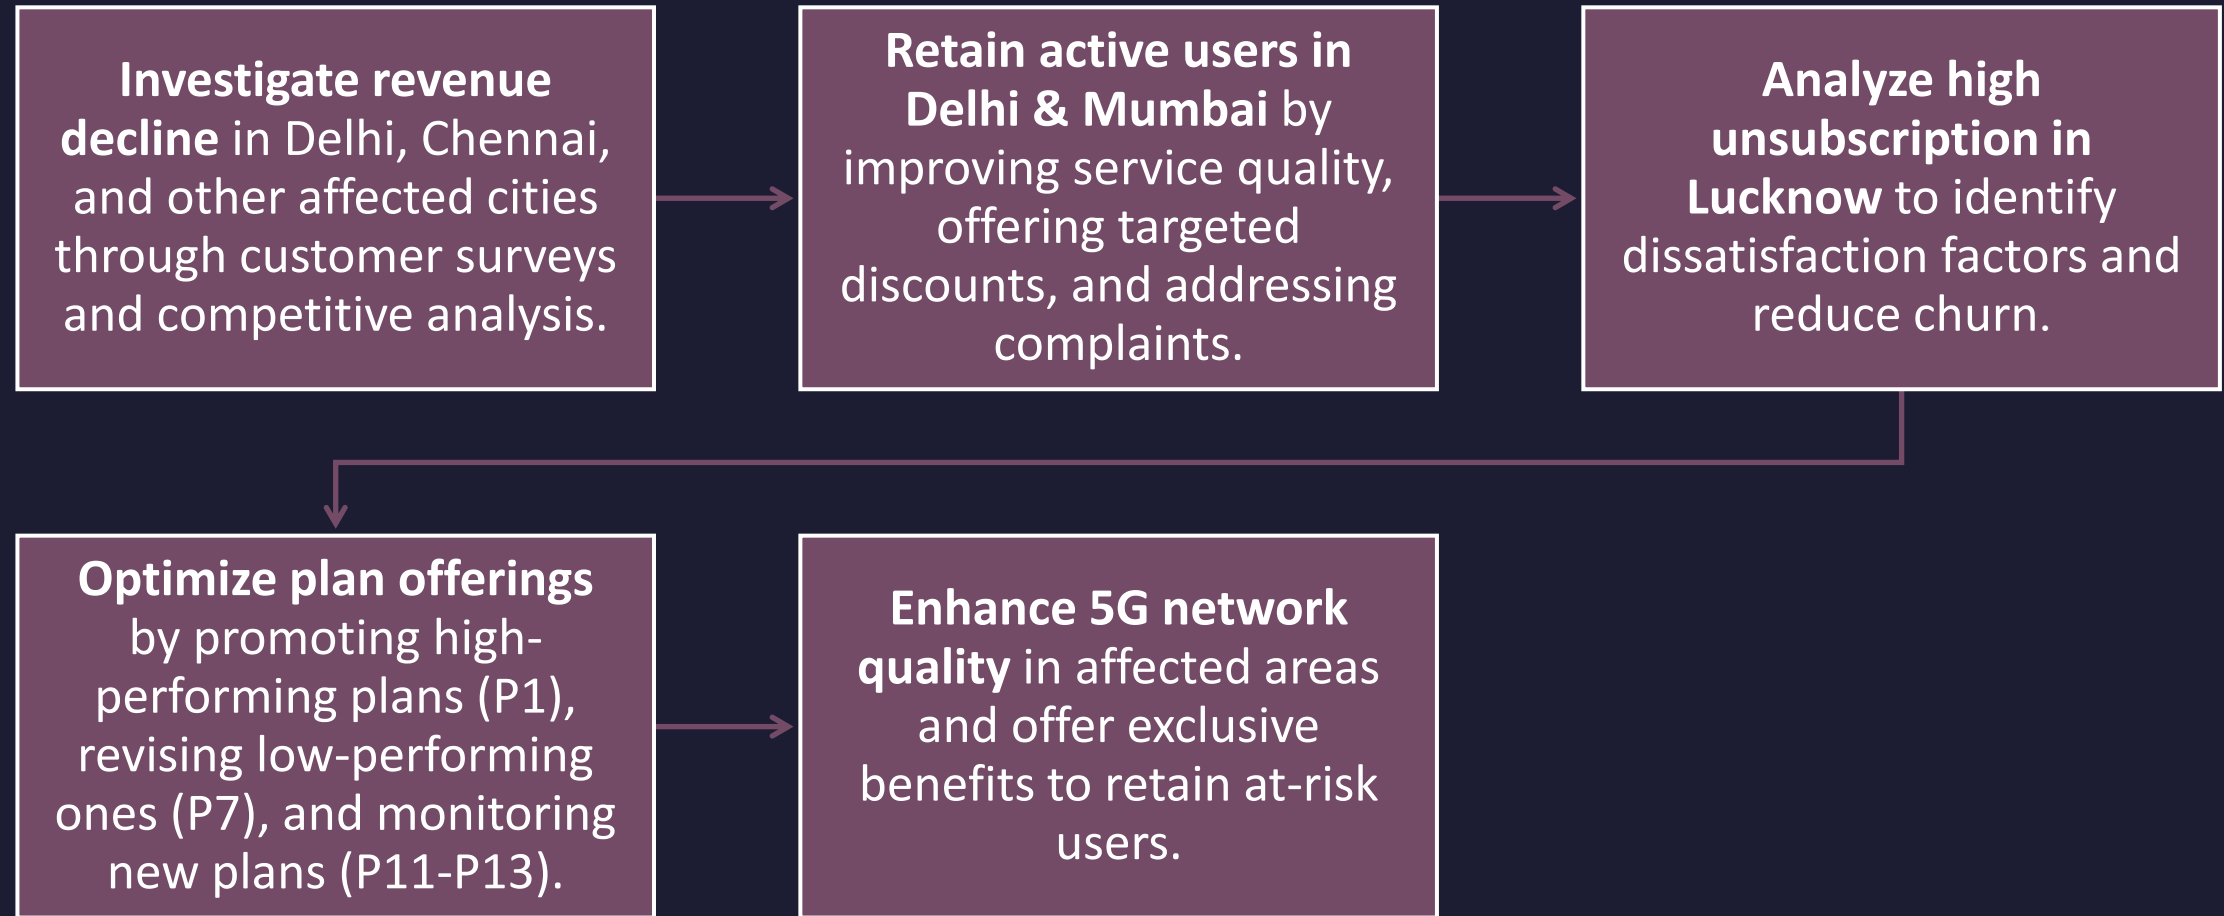 Investigate revenue
decline in Delhi, Chennai,
and other affected cities
through customer surveys
and competitive analysis.
Retain active users in
Delhi & Mumbai by
improving service quality,
offering targeted
discounts, and addressing
complaints.
Analyze high
unsubscription in
Lucknow to identify
dissatisfaction factors and
reduce churn.
Optimize plan offerings
by promoting high-
performing plans (P1),
revising low-performing
ones (P7), and monitoring
new plans (P11-P13).
Enhance 5G network
quality in affected areas
and offer exclusive
benefits to retain at-risk
users.